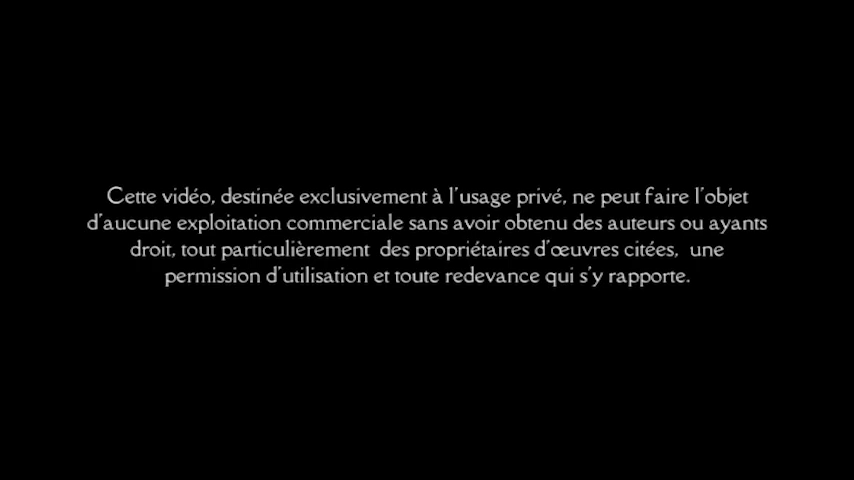 Cette vidéo, destinée exclusivement à l'usage privé, ne peut faire l'objet
d'aucune exploitation commerciale sans avoir obtenu des auteurs ou ayants
droit, tout particulièrement  des propriétaires d'œuvres citées,  une
permission d'utilisation et toute redevance qui s'y rapporte.